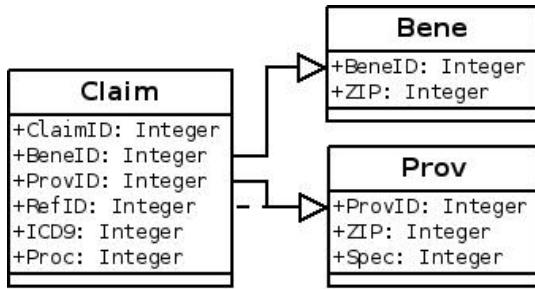 Claim
+ClaimID: Integer
+BeneID: Integer
+ProvID: Integer
+RefID: Integer
+ICD9: Integer
+Proc: Integer
Bene
+BeneID: Integer
+ZIP: Integer
Prov
+ProvID: Integer
+ZIP: Integer
+Spec: Integer